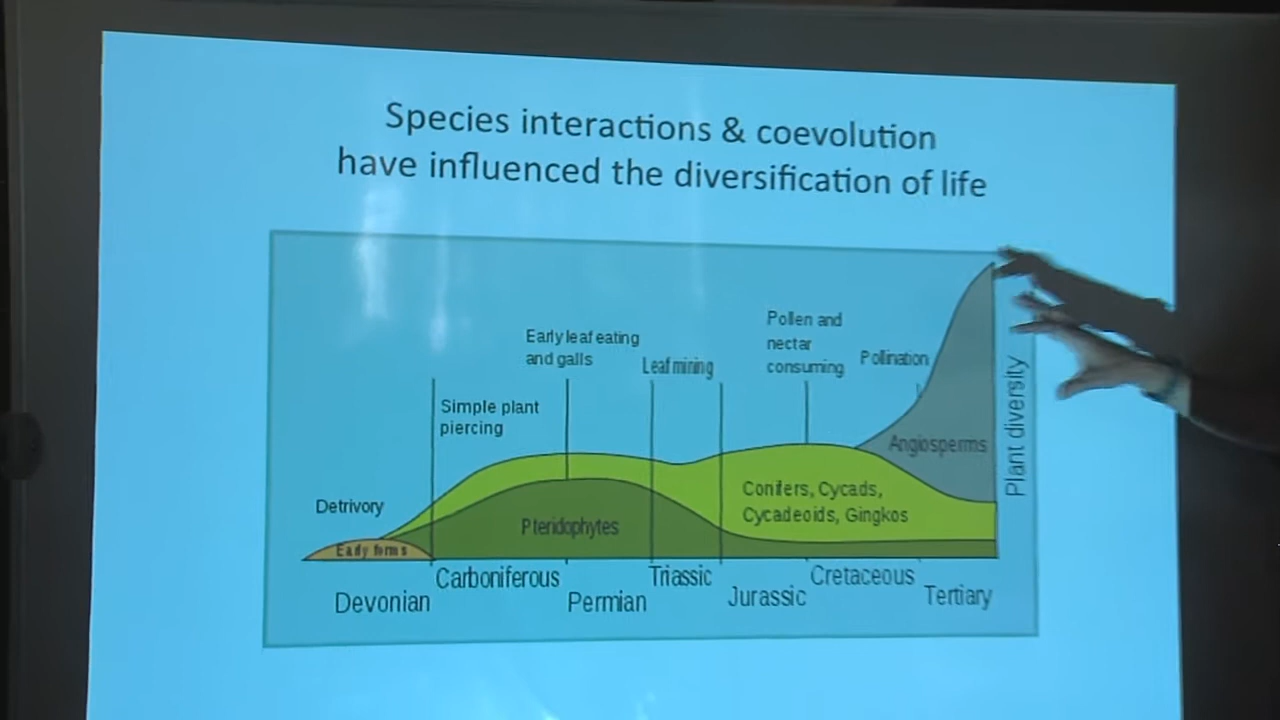 Species interactions & coevolution
have influenced the diversification of life
Early leaf eating
and galls
Leaf mining
Pollen and
nectar
consuming
Pollination
Simple plant
piercing
Detrivory
Early forms
Pteridophytes
Conifers, Cycads,
Cycadeoids, Gingkos
Angiosperms
Plant diversity
Devonian
Carboniferous
Permian
Triassic
Jurassic
Cretaceous
Tertiary